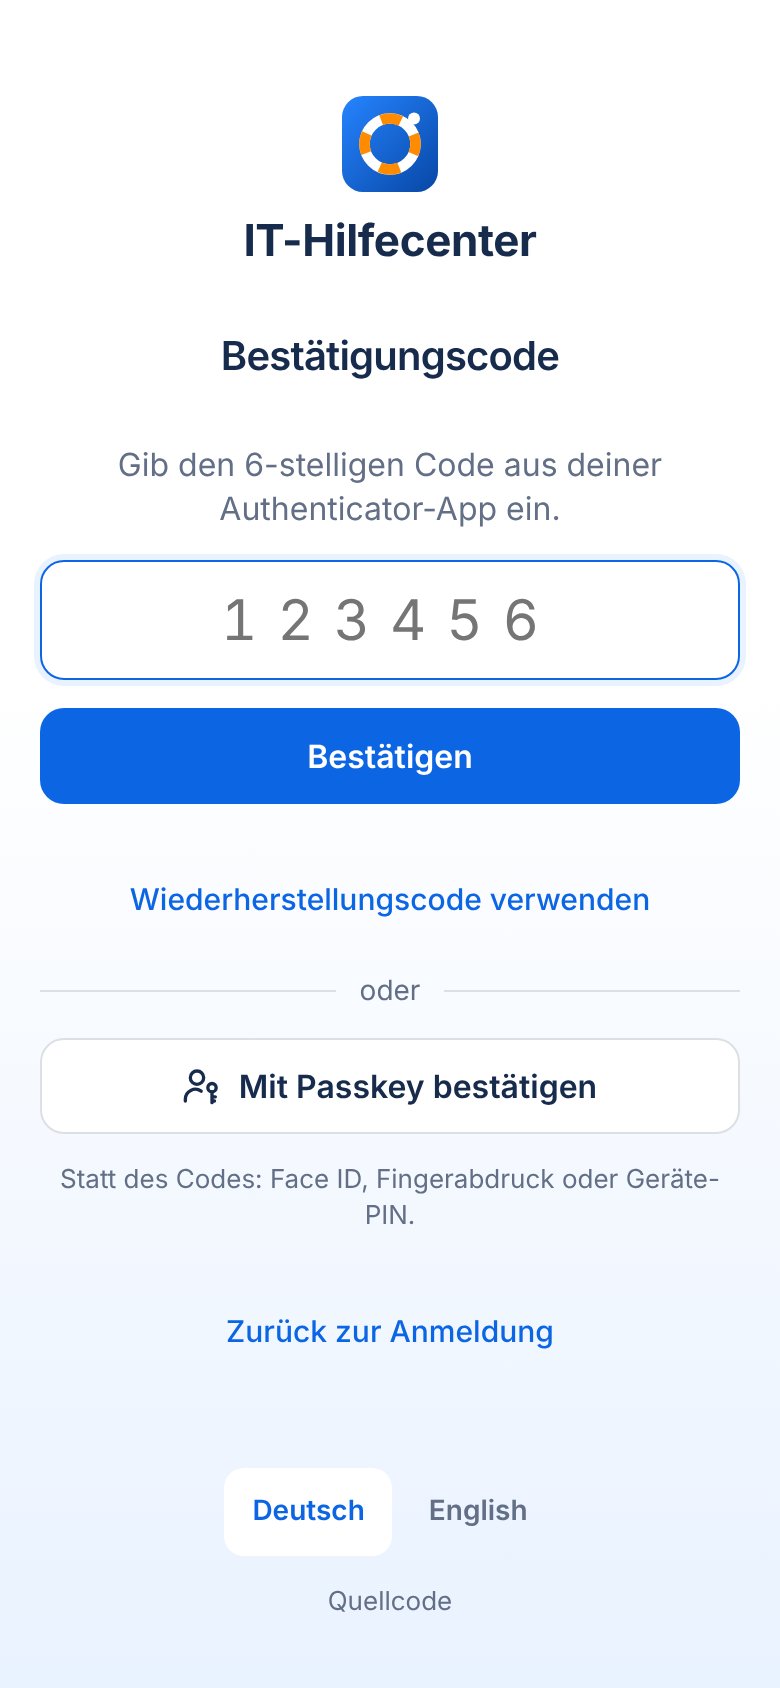 IT-Hilfecenter
Bestätigungscode
Gib den 6-stelligen Code aus deiner
Authenticator-App ein.
1 2 3 4 5 6
Bestätigen
Wiederherstellungscode verwenden
oder
Mit Passkey bestätigen
Statt des Codes: Face ID, Fingerabdruck oder Geräte-
PIN.
Zurück zur Anmeldung
Deutsch English
Quellcode